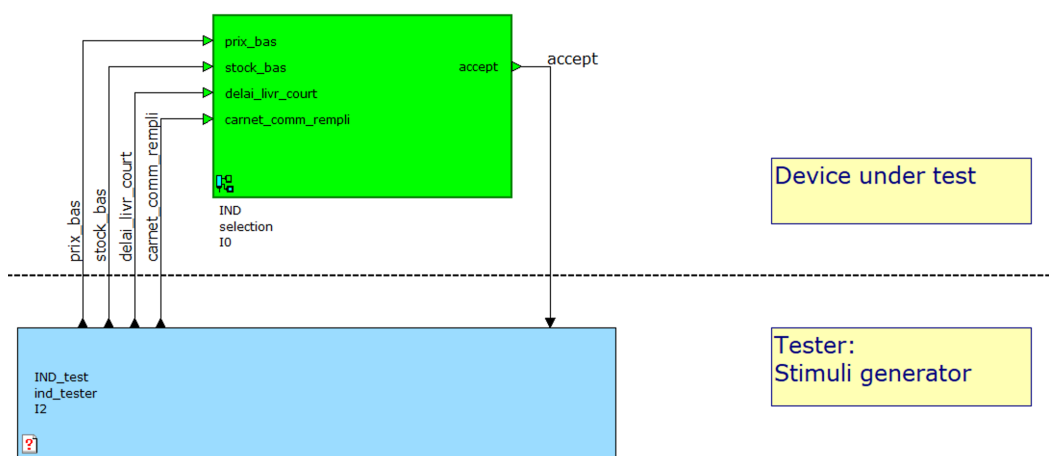 prix_bas
stock_bas
delai_livr_court
carnet_comm_rempli
accept
accept
IND
selection
I0
prix_bas
stock_bas
delai_livr_court
carnet_comm_rempli
Device under test
IND_test
ind_tester
I2
?
Tester:
Stimuli generator